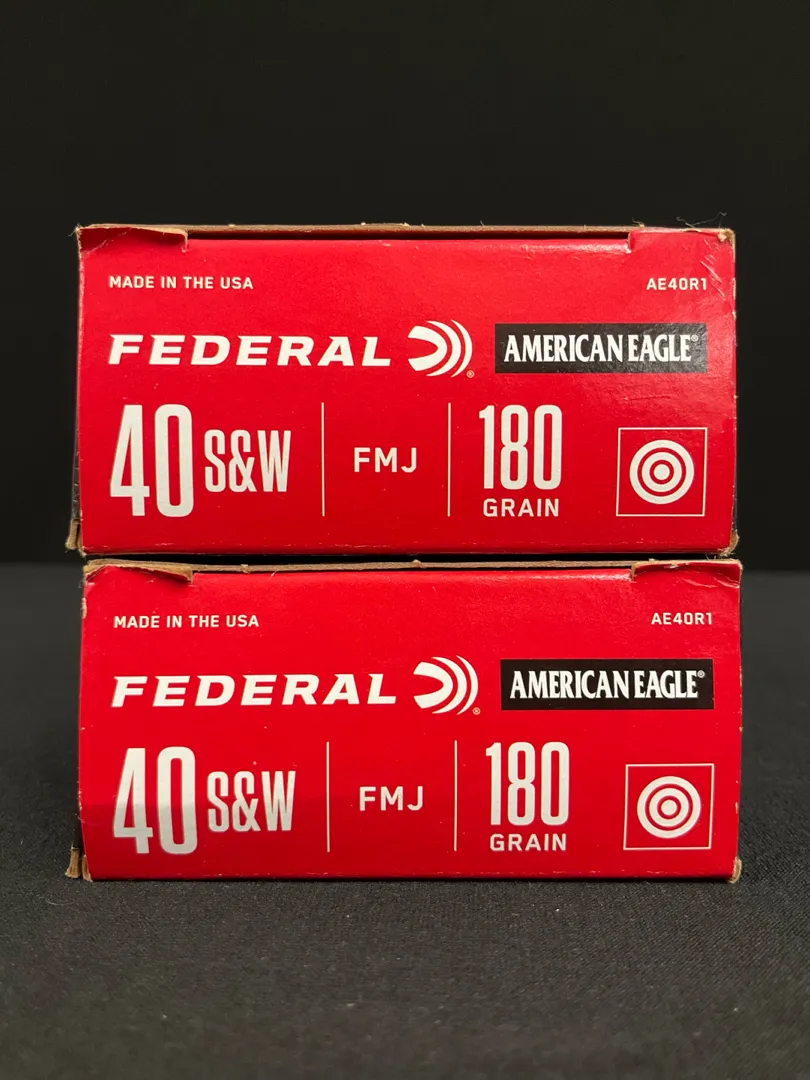 MADE IN THE USA AE40R1
FEDERAL® AMERICAN EAGLE®
40 S&W FMJ 180 GRAIN
MADE IN THE USA AE40R1
FEDERAL® AMERICAN EAGLE®
40 S&W FMJ 180 GRAIN